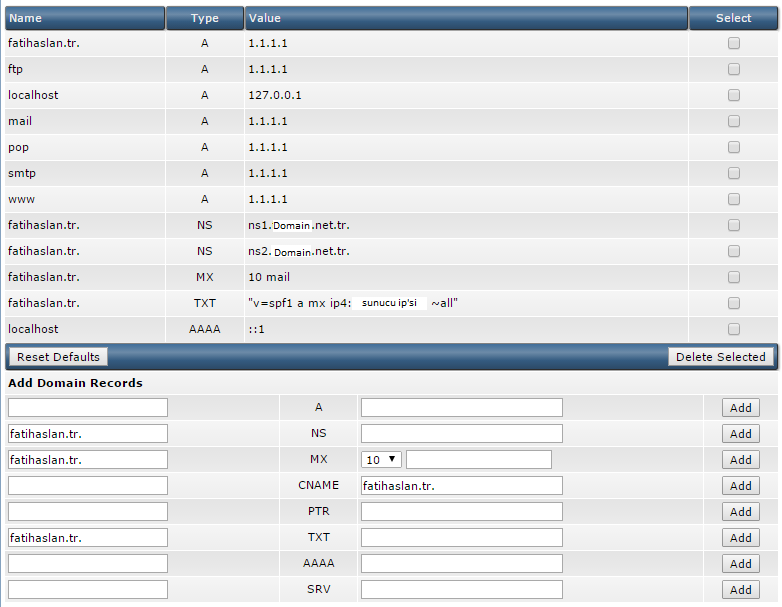 Name Type Value Select
fatihaslan.tr. A 1.1.1.1
ftp A 1.1.1.1
localhost A 127.0.0.1
mail A 1.1.1.1
pop A 1.1.1.1
smtp A 1.1.1.1
www A 1.1.1.1
fatihaslan.tr. NS ns1.Domain.net.tr.
fatihaslan.tr. NS ns2.Domain.net.tr.
fatihaslan.tr. MX 10 mail
fatihaslan.tr. TXT "v=spf1 a mx ip4: sunucu ip'si ~all"
localhost AAAA ::1
Reset Defaults Delete Selected
Add Domain Records
A Add
fatihaslan.tr. NS Add
fatihaslan.tr. MX 10 Add
CNAME fatihaslan.tr. Add
PTR Add
fatihaslan.tr. TXT Add
AAAA Add
SRV Add